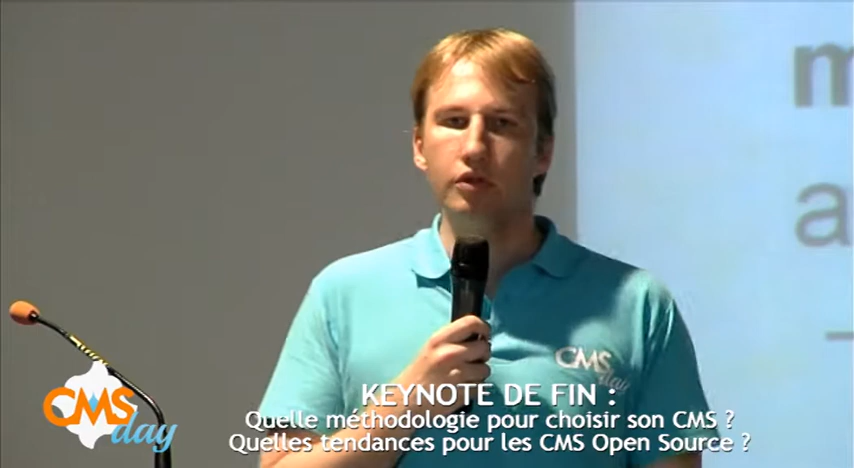 m
a
CMS
day
KEYNOTE DE FIN :
Quelle méthodologie pour choisir son CMS ?
Quelles tendances pour les CMS Open Source ?
CMS
day